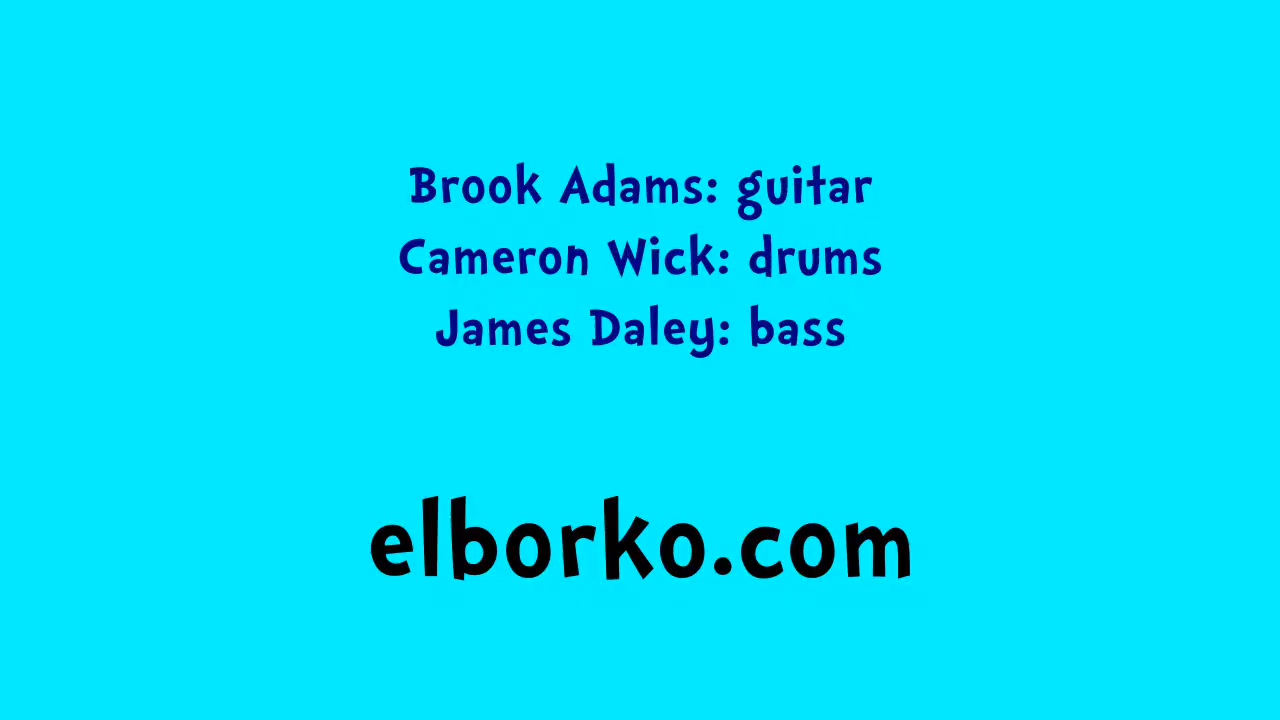 Brook Adams: guitar
Cameron Wick: drums
James Daley: bass
elborko.com